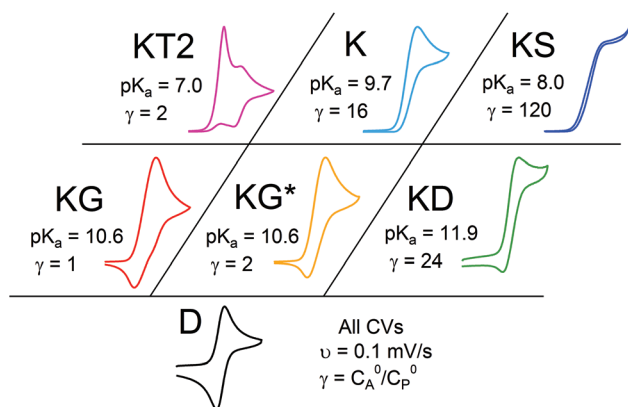 KT2
pKa = 7.0
γ = 2
K
pKa = 9.7
γ = 16
KS
pKa = 8.0
γ = 120
KG
pKa = 10.6
γ = 1
KG*
pKa = 10.6
γ = 2
KD
pKa = 11.9
γ = 24
D
All CVs
υ = 0.1 mV/s
γ = CA⁰/CP⁰